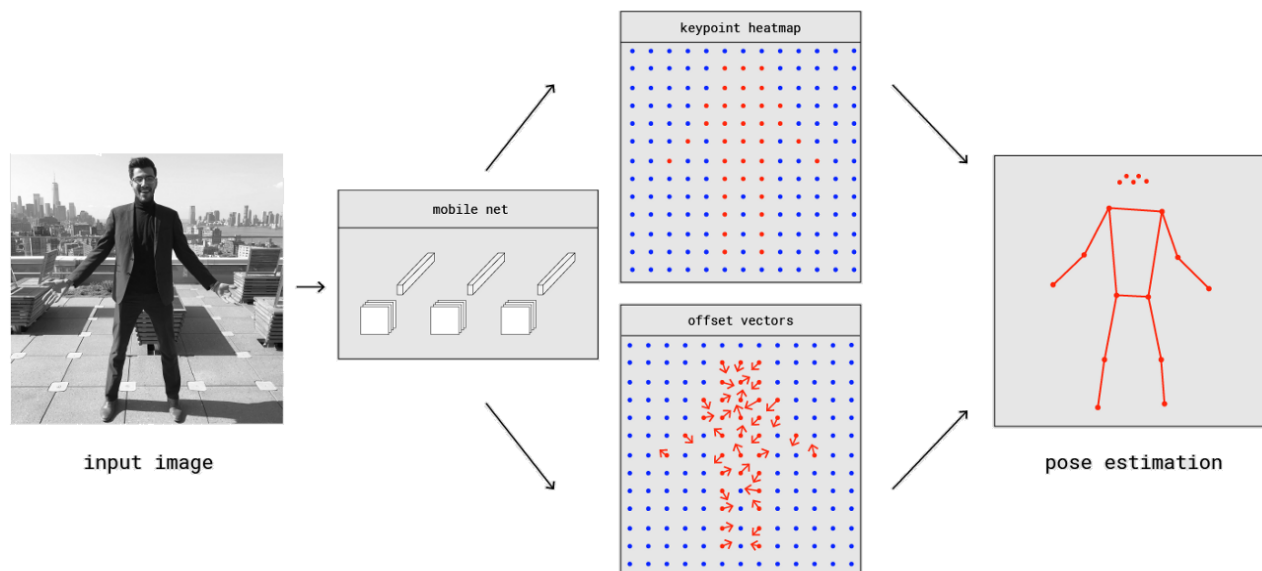 input image
mobile net
keypoint heatmap
offset vectors
pose estimation